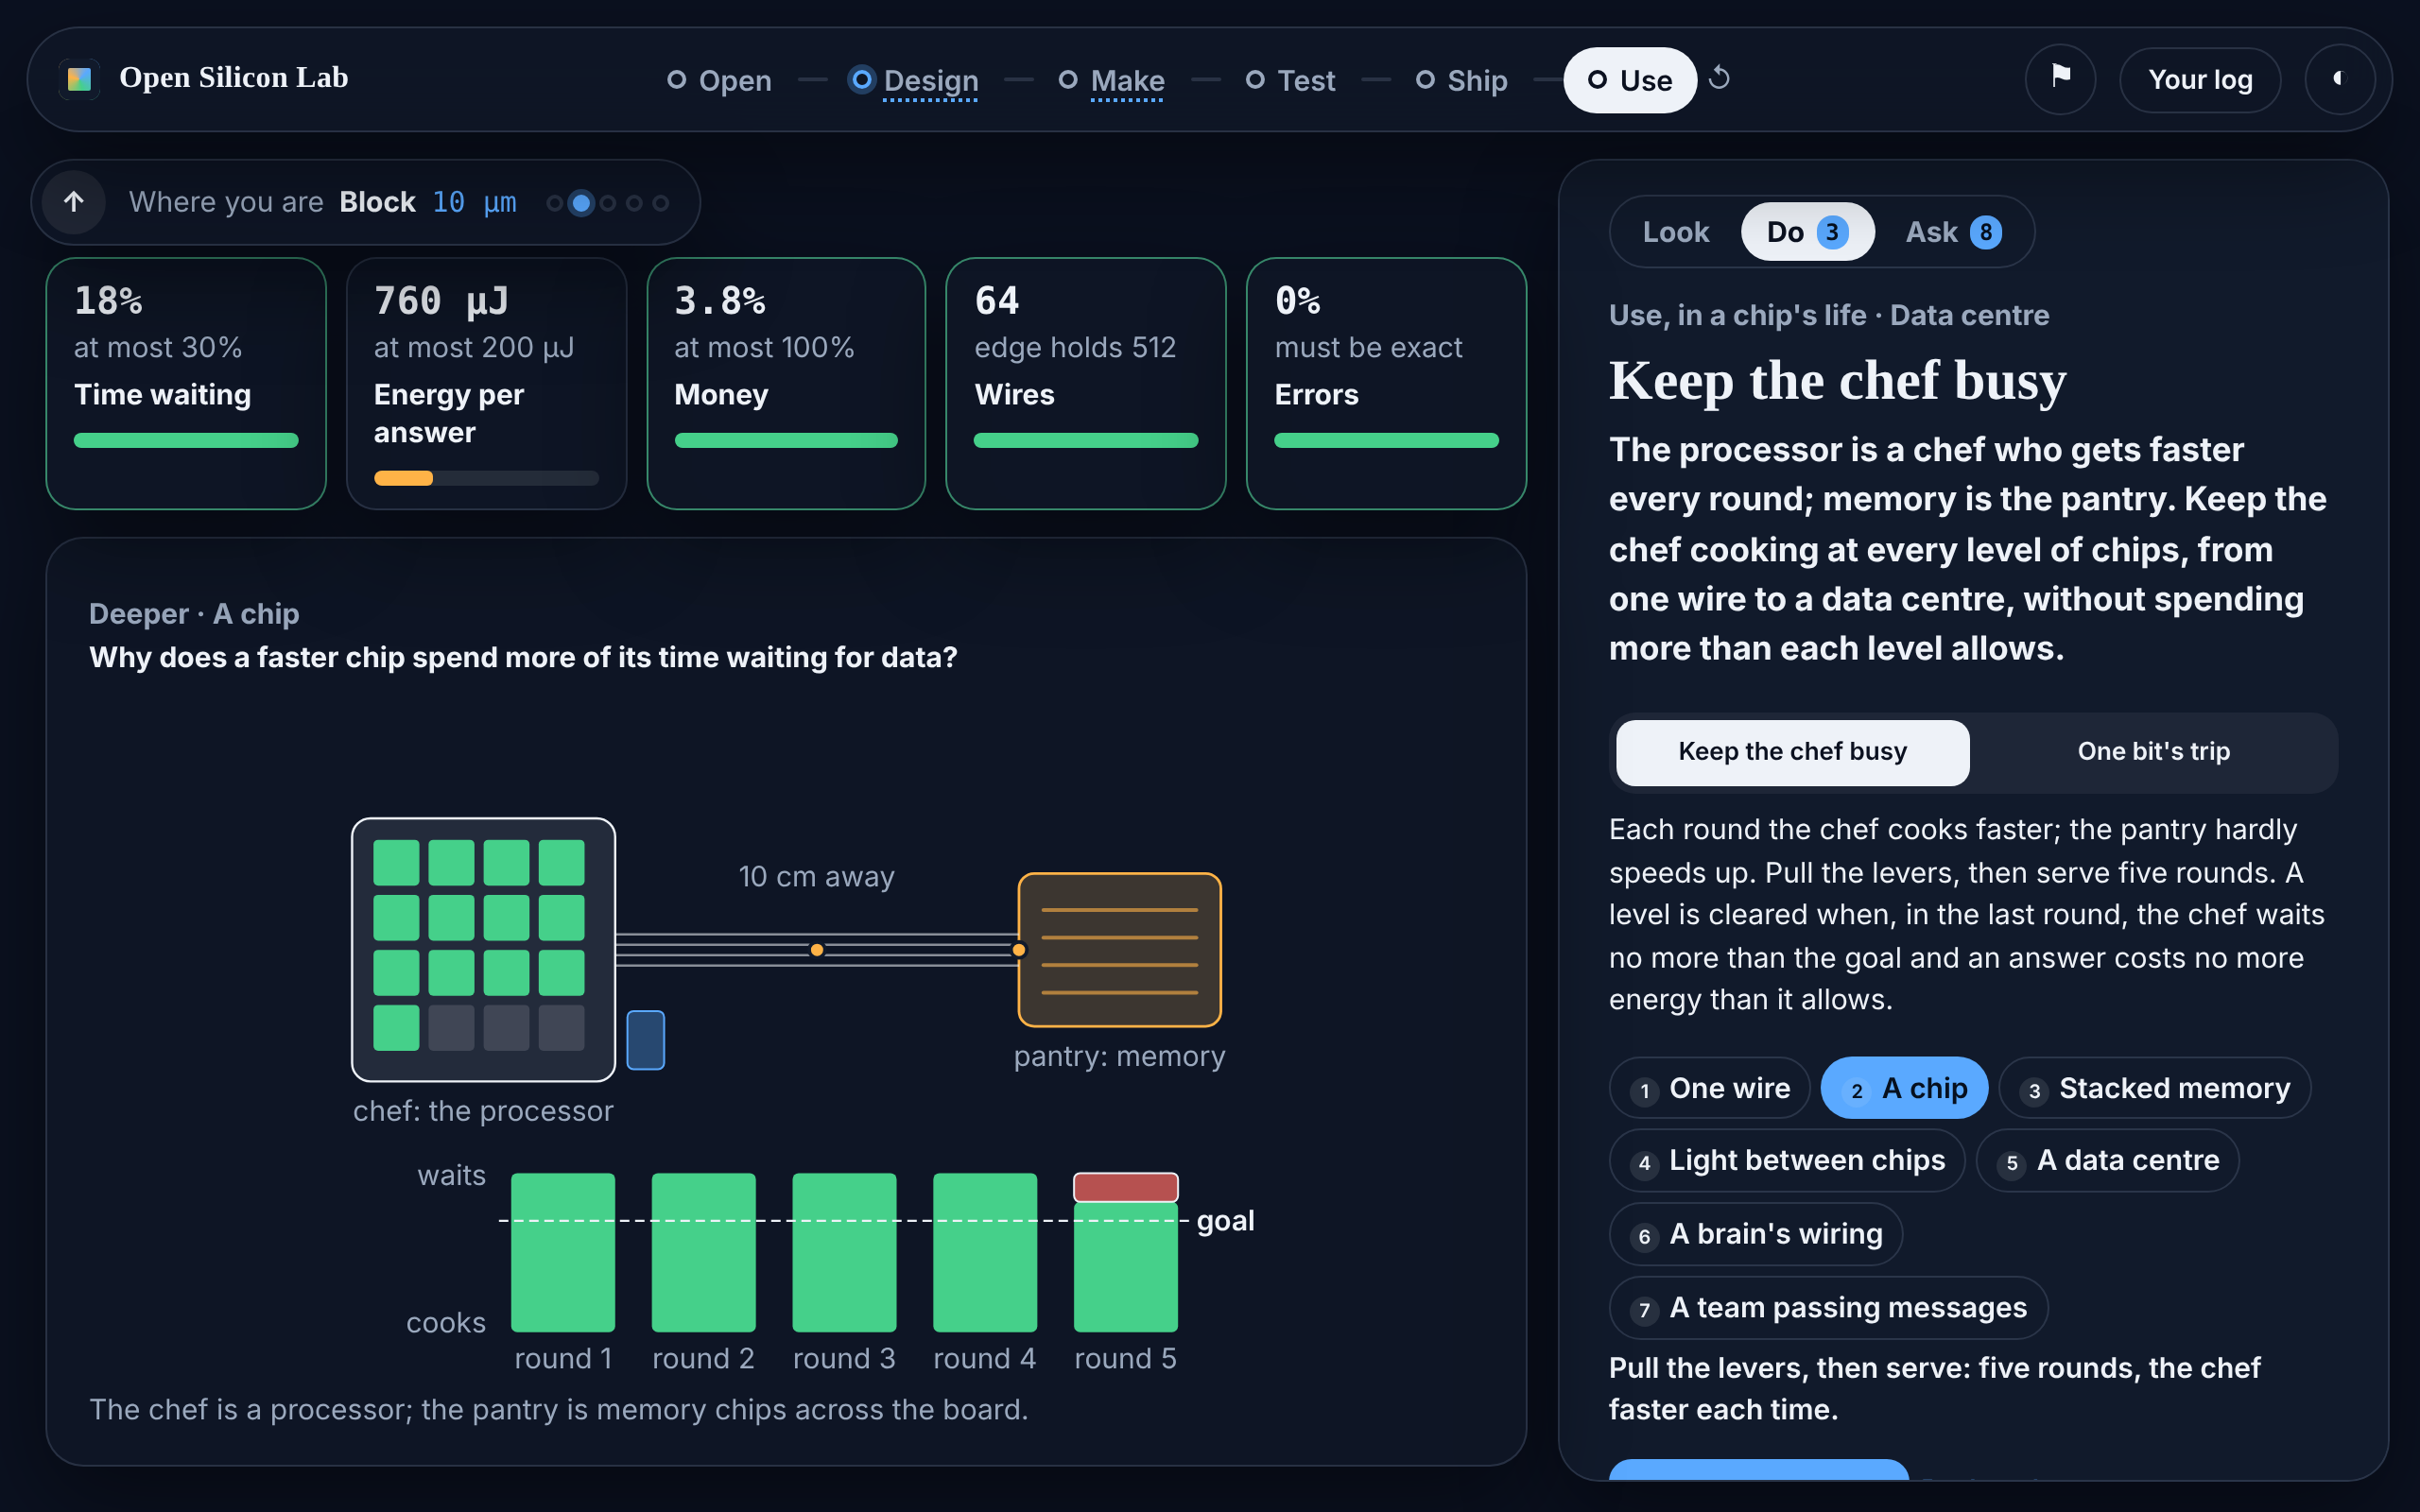 Open Silicon Lab
Open
Design
Make
Test
Ship
Use
Your log
Where you are Block 10 µm
18%
at most 30%
Time waiting
760 µJ
at most 200 µJ
Energy per
answer
3.8%
at most 100%
Money
64
edge holds 512
Wires
0%
must be exact
Errors
Deeper · A chip
Why does a faster chip spend more of its time waiting for data?
10 cm away
pantry: memory
chef: the processor
waits
goal
cooks
round 1
round 2
round 3
round 4
round 5
The chef is a processor; the pantry is memory chips across the board.
Look
Do 3
Ask 8
Use, in a chip's life · Data centre
Keep the chef busy
The processor is a chef who gets faster
every round; memory is the pantry. Keep the
chef cooking at every level of chips, from
one wire to a data centre, without spending
more than each level allows.
Keep the chef busy
One bit's trip
Each round the chef cooks faster; the pantry hardly
speeds up. Pull the levers, then serve five rounds. A
level is cleared when, in the last round, the chef waits
no more than the goal and an answer costs no more
energy than it allows.
1 One wire
2 A chip
3 Stacked memory
4 Light between chips
5 A data centre
6 A brain's wiring
7 A team passing messages
Pull the levers, then serve: five rounds, the chef
faster each time.